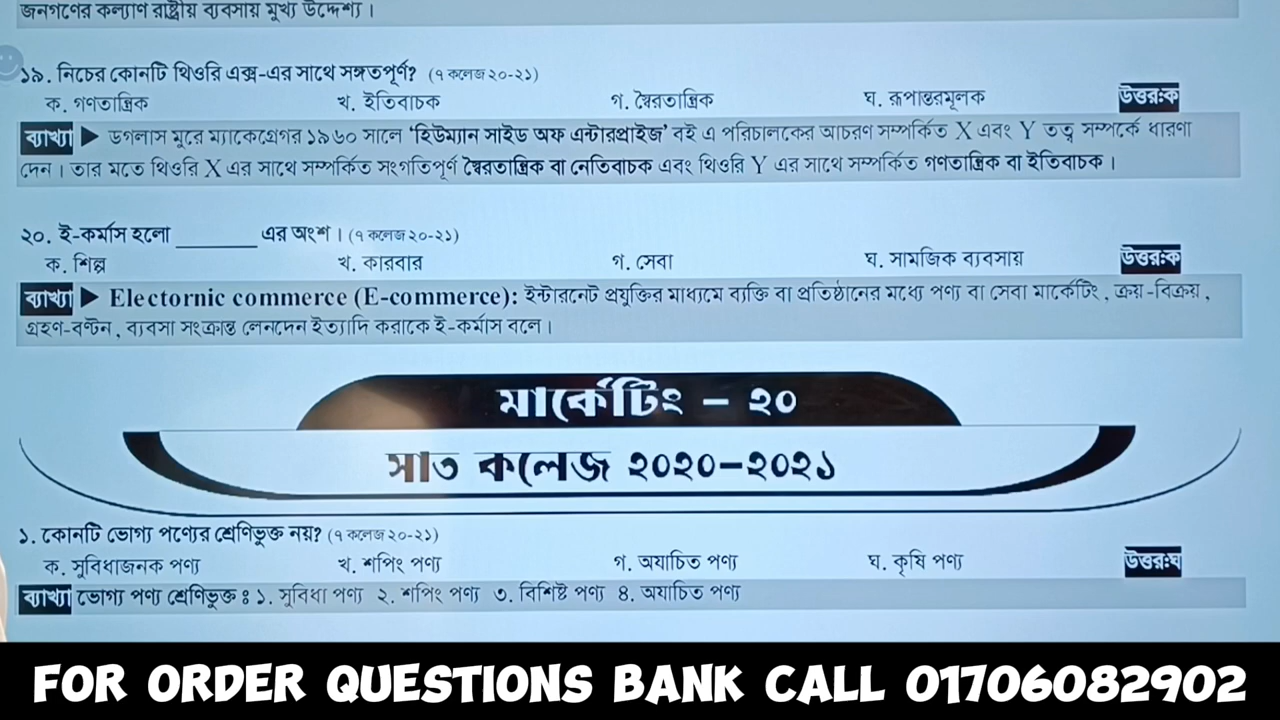 জনগণের কল্যাণ রাষ্ট্রীয় ব্যবসায় মুখ্য উদ্দেশ্য।
১৯. নিচের কোনটি থিওরি এক্স-এর সাথে সঙ্গতপূর্ণ? (৭ কলেজ ২০-২১)
ক. গণতান্ত্রিক খ. ইতিবাচক গ. স্বৈরতান্ত্রিক ঘ. রূপান্তরমূলক উত্তর:ক
ব্যাখ্যা ▶ ডগলাস মুরে ম্যাকগ্রেগর ১৯৬০ সালে ‘হিউম্যান সাইড অফ এন্টারপ্রাইজ’ বই এ পরিচালকের আচরণ সম্পর্কিত X এবং Y তত্ব সম্পর্কে ধারণা
দেন। তার মতে থিওরি X এর সাথে সম্পর্কিত সংগতিপূর্ণ স্বৈরতান্ত্রিক বা নেতিবাচক এবং থিওরি Y এর সাথে সম্পর্কিত গণতান্ত্রিক বা ইতিবাচক।
২০. ই-কর্মাস হলো ________ এর অংশ। (৭ কলেজ ২০-২১)
ক. শিল্প খ. কারবার গ. সেবা ঘ. সামজিক ব্যবসায় উত্তর:ক
ব্যাখ্যা ▶ Electornic commerce (E-commerce): ইন্টারনেট প্রযুক্তির মাধ্যমে ব্যক্তি বা প্রতিষ্ঠানের মধ্যে পণ্য বা সেবা মার্কেটিং, ক্রয়-বিক্রয়,
গ্রহণ-বণ্টন, ব্যবসা সংক্রান্ত লেনদেন ইত্যাদি করাকে ই-কর্মাস বলে।
মার্কেটিং – ২০
সাত কলেজ ২০২০-২০২১
১. কোনটি ভোগ্য পণ্যের শ্রেণিভুক্ত নয়? (৭ কলেজ ২০-২১)
ক. সুবিধাজনক পণ্য খ. শপিং পণ্য গ. অযাচিত পণ্য ঘ. কৃষি পণ্য উত্তর:ঘ
ব্যাখ্যা ভোগ্য পণ্য শ্রেণিভুক্ত ঃ ১. সুবিধা পণ্য ২. শপিং পণ্য ৩. বিশিষ্ট পণ্য ৪. অযাচিত পণ্য
FOR ORDER QUESTIONS BANK CALL 01706082902